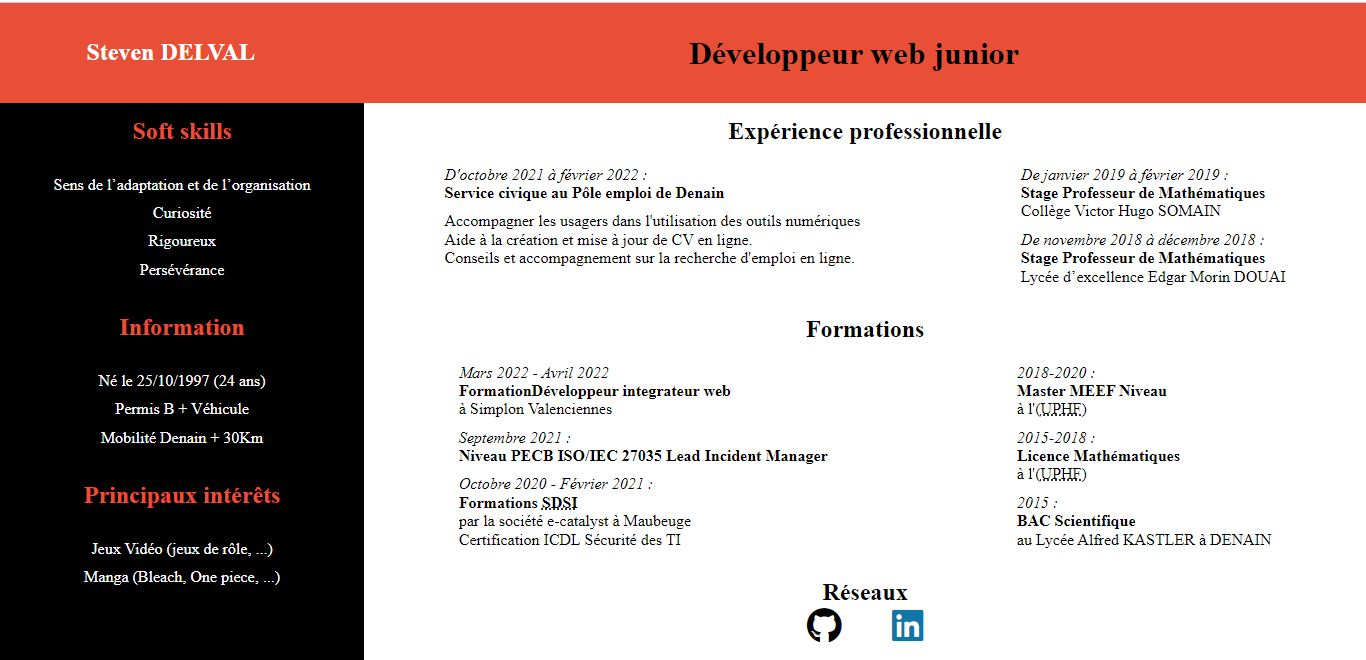 Steven DELVAL
Développeur web junior
Soft skills
Sens de l’adaptation et de l’organisation
Curiosité
Rigoureux
Persévérance
Information
Né le 25/10/1997 (24 ans)
Permis B + Véhicule
Mobilité Denain + 30Km
Principaux intérêts
Jeux Vidéo (jeux de rôle, ...)
Manga (Bleach, One piece, ...)
Expérience professionnelle
D'octobre 2021 à février 2022 :
Service civique au Pôle emploi de Denain
Accompagner les usagers dans l'utilisation des outils numériques
Aide à la création et mise à jour de CV en ligne.
Conseils et accompagnement sur la recherche d'emploi en ligne.
De janvier 2019 à février 2019 :
Stage Professeur de Mathématiques
Collège Victor Hugo SOMAIN
De novembre 2018 à décembre 2018 :
Stage Professeur de Mathématiques
Lycée d’excellence Edgar Morin DOUAI
Formations
Mars 2022 - Avril 2022
FormationDéveloppeur integrateur web
à Simplon Valenciennes
Septembre 2021 :
Niveau PECB ISO/IEC 27035 Lead Incident Manager
Octobre 2020 - Février 2021 :
Formations SDSI
par la société e-catalyst à Maubeuge
Certification ICDL Sécurité des TI
2018-2020 :
Master MEEF Niveau
à l'(UPHF)
2015-2018 :
Licence Mathématiques
à l'(UPHF)
2015 :
BAC Scientifique
au Lycée Alfred KASTLER à DENAIN
Réseaux
in